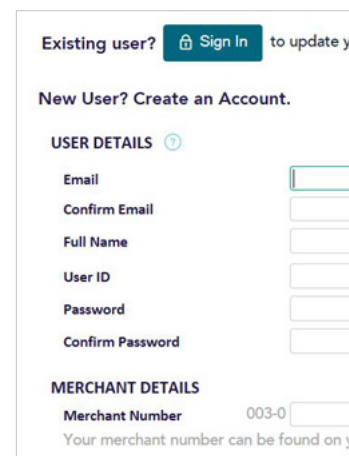 Existing user? Sign In to update y
New User? Create an Account.
USER DETAILS ?
Email
Confirm Email
Full Name
User ID
Password
Confirm Password
MERCHANT DETAILS
Merchant Number 003-0
Your merchant number can be found on y